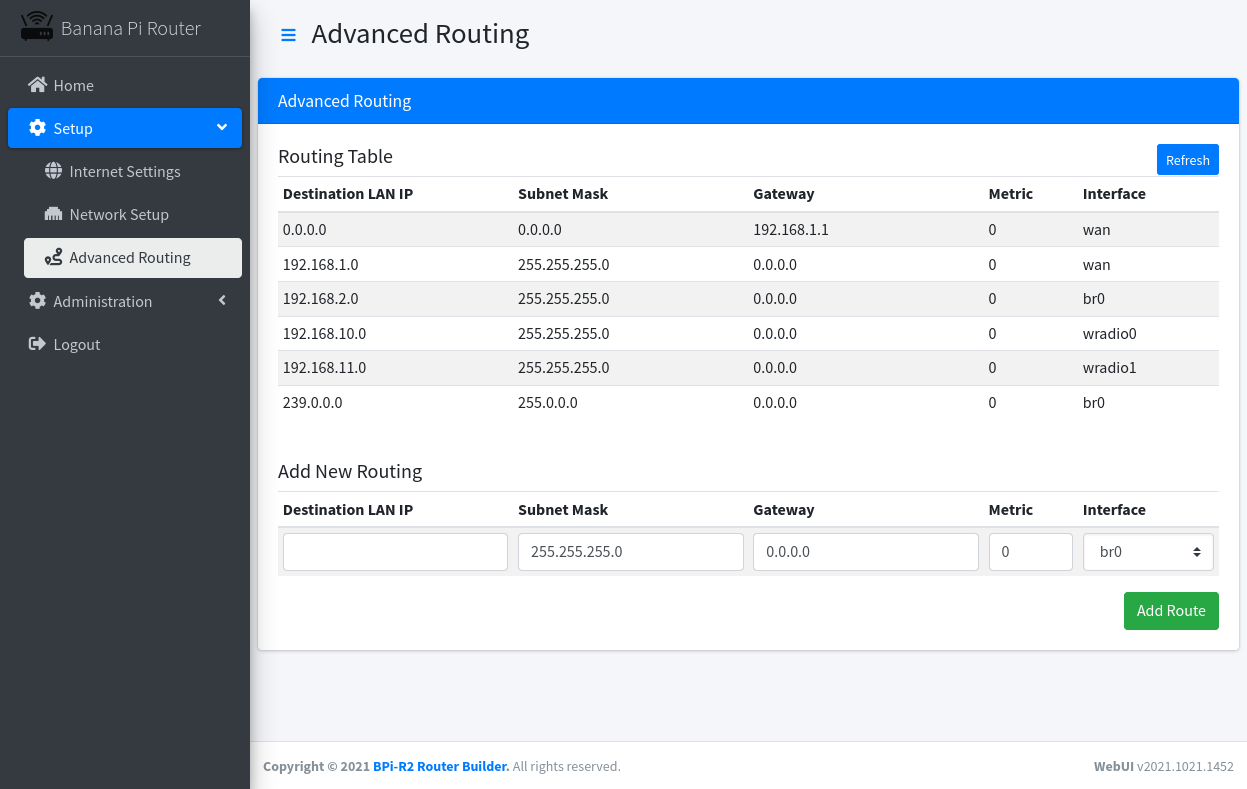 Banana Pi Router
Advanced Routing
Home
Setup
Internet Settings
Network Setup
Advanced Routing
Administration
Logout
Advanced Routing
Routing Table
Refresh
Destination LAN IP Subnet Mask Gateway Metric Interface
0.0.0.0 0.0.0.0 192.168.1.1 0 wan
192.168.1.0 255.255.255.0 0.0.0.0 0 wan
192.168.2.0 255.255.255.0 0.0.0.0 0 br0
192.168.10.0 255.255.255.0 0.0.0.0 0 wradio0
192.168.11.0 255.255.255.0 0.0.0.0 0 wradio1
239.0.0.0 255.0.0.0 0.0.0.0 0 br0
Add New Routing
Destination LAN IP Subnet Mask Gateway Metric Interface
255.255.255.0 0.0.0.0 0 br0
Add Route
Copyright © 2021 BPi-R2 Router Builder. All rights reserved.
WebUI v2021.1021.1452